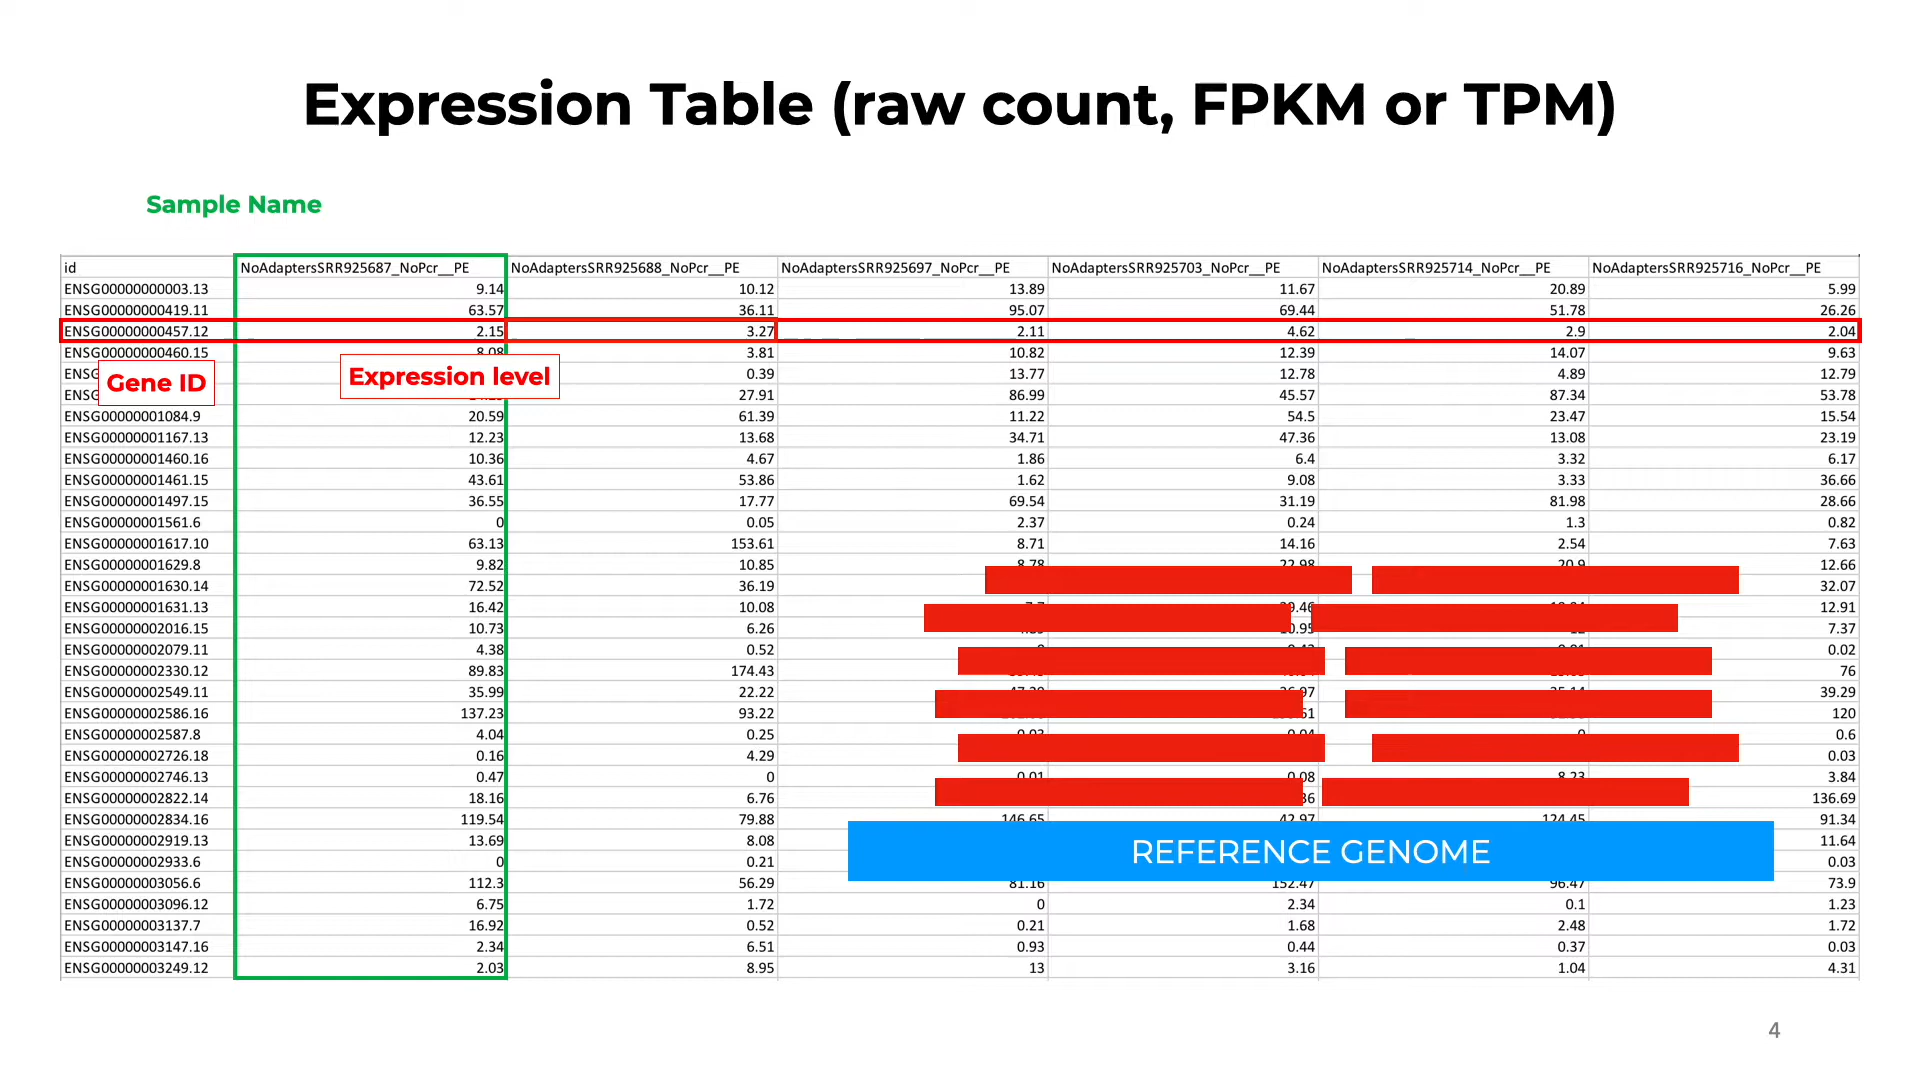 Expression Table (raw count, FPKM or TPM)
Sample Name
id NoAdaptersSRR925687_NoPcr__PE NoAdaptersSRR925688_NoPcr__PE NoAdaptersSRR925697_NoPcr__PE NoAdaptersSRR925703_NoPcr__PE NoAdaptersSRR925714_NoPcr__PE NoAdaptersSRR925716_NoPcr__PE
ENSG00000000003.13 9.14 10.12 13.89 11.67 20.89 5.99
ENSG00000000419.11 63.57 36.11 95.07 69.44 51.78 26.26
ENSG00000000457.12 2.15 3.27 2.11 4.62 2.9 2.04
ENSG00000000460.15 8.08 3.81 10.82 12.39 14.07 9.63
Gene ID Expression level
0.39 13.77 12.78 4.89 12.79
27.91 86.99 45.57 87.34 53.78
ENSG00000001084.9 20.59 61.39 11.22 54.5 23.47 15.54
ENSG00000001167.13 12.23 13.68 34.71 47.36 13.08 23.19
ENSG00000001460.16 10.36 4.67 1.86 6.4 3.32 6.17
ENSG00000001461.15 43.61 53.86 1.62 9.08 3.33 36.66
ENSG00000001497.15 36.55 17.77 69.54 31.19 81.98 28.66
ENSG00000001561.6 0 0.05 2.37 0.24 1.3 0.82
ENSG00000001617.10 63.13 153.61 8.71 14.16 2.54 7.63
ENSG00000001629.8 9.82 10.85 8.78 22.98 20.9 12.66
ENSG00000001630.14 72.52 36.19 32.07
ENSG00000001631.13 16.42 10.08 12.91
ENSG00000002016.15 10.73 6.26 7.37
ENSG00000002079.11 4.38 0.52 0.02
ENSG00000002330.12 89.83 174.43 76
ENSG00000002549.11 35.99 22.22 39.29
ENSG00000002586.16 137.23 93.22 120
ENSG00000002587.8 4.04 0.25 0.6
ENSG00000002726.18 0.16 4.29 0.03
ENSG00000002746.13 0.47 0 0.01 0.08 8.23 3.84
ENSG00000002822.14 18.16 6.76 136.69
ENSG00000002834.16 119.54 79.88 146.65 42.97 124.45 91.34
ENSG00000002919.13 13.69 8.08 11.64
REFERENCE GENOME
ENSG00000002933.6 0 0.21 0.03
ENSG00000003056.6 112.3 56.29 81.16 152.47 96.47 73.9
ENSG00000003096.12 6.75 1.72 0 2.34 0.1 1.23
ENSG00000003137.7 16.92 0.52 0.21 1.68 2.48 1.72
ENSG00000003147.16 2.34 6.51 0.93 0.44 0.37 0.03
ENSG00000003249.12 2.03 8.95 13 3.16 1.04 4.31
4